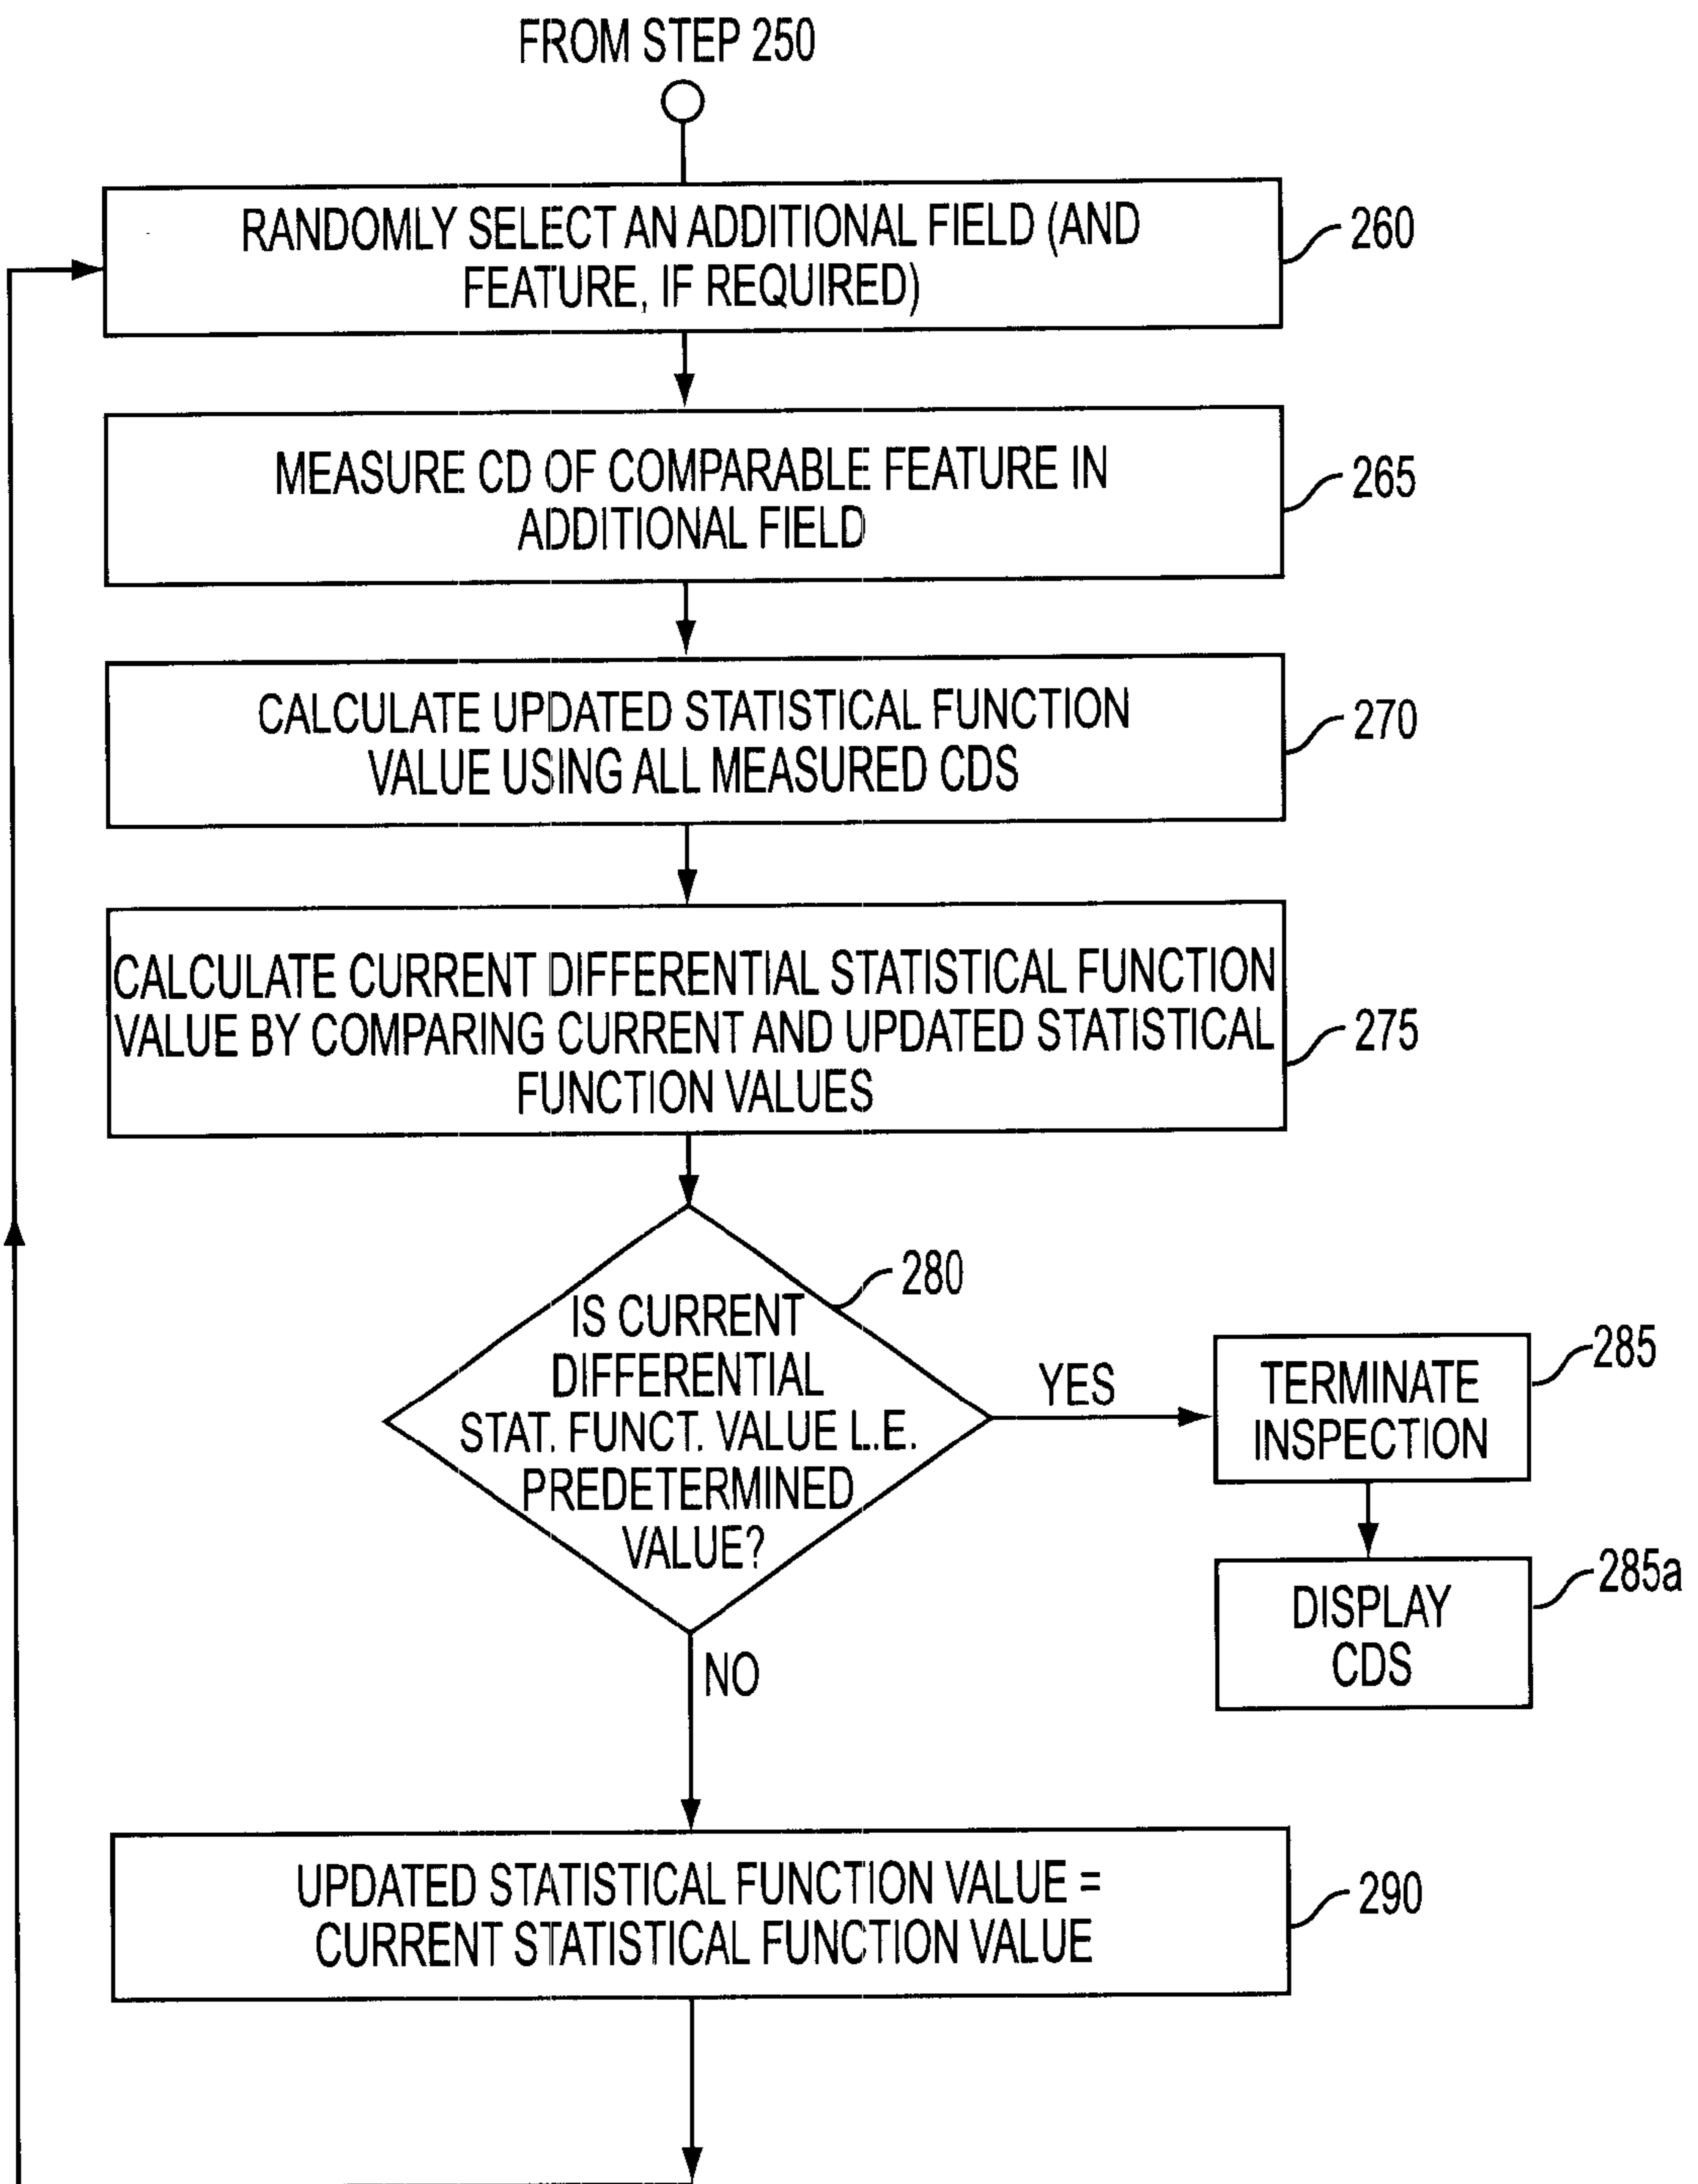 FROM STEP 250
RANDOMLY SELECT AN ADDITIONAL FIELD (AND
FEATURE, IF REQUIRED)
260
MEASURE CD OF COMPARABLE FEATURE IN
ADDITIONAL FIELD
265
CALCULATE UPDATED STATISTICAL FUNCTION
VALUE USING ALL MEASURED CDS
270
CALCULATE CURRENT DIFFERENTIAL STATISTICAL FUNCTION
VALUE BY COMPARING CURRENT AND UPDATED STATISTICAL
FUNCTION VALUES
275
280
IS CURRENT
DIFFERENTIAL
STAT. FUNCT. VALUE L.E.
PREDETERMINED
VALUE?
YES
TERMINATE
INSPECTION
285
DISPLAY
CDS
285a
NO
UPDATED STATISTICAL FUNCTION VALUE =
CURRENT STATISTICAL FUNCTION VALUE
290